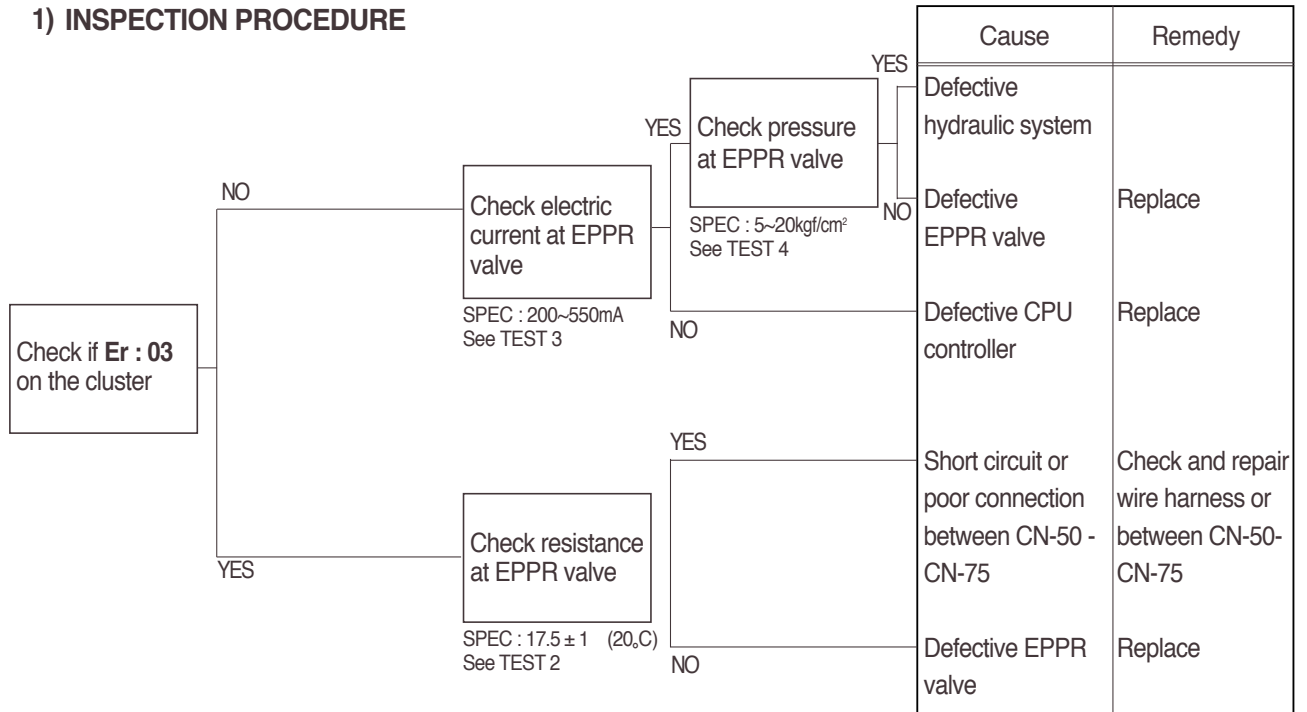 1) INSPECTION PROCEDURE
Cause
Remedy
YES
Defective
hydraulic system
YES
Check pressure
at EPPR valve
NO
Check electric
current at EPPR
valve
NO
Defective
EPPR valve
Replace
SPEC : 5~20kgf/cm²
See TEST 4
SPEC : 200~550mA
See TEST 3
NO
Defective CPU
controller
Replace
Check if Er : 03
on the cluster
YES
Short circuit or
poor connection
between CN-50 -
CN-75
Check and repair
wire harness or
between CN-50-
CN-75
Check resistance
at EPPR valve
YES
SPEC : 17.5 ± 1 (20˳C)
See TEST 2
NO
Defective EPPR
valve
Replace